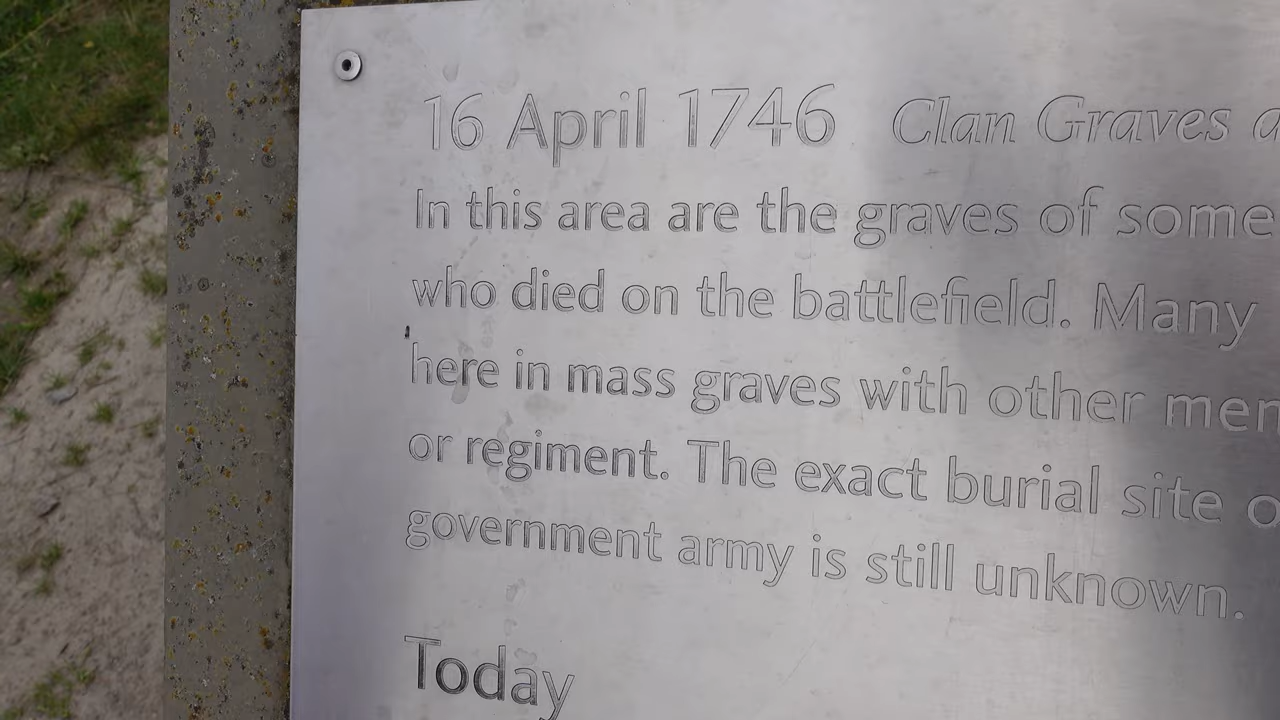 16 April 1746 Clan Graves
In this area are the graves of some
who died on the battlefield. Many
here in mass graves with other men
or regiment. The exact burial site
government army is still unknown.
Today